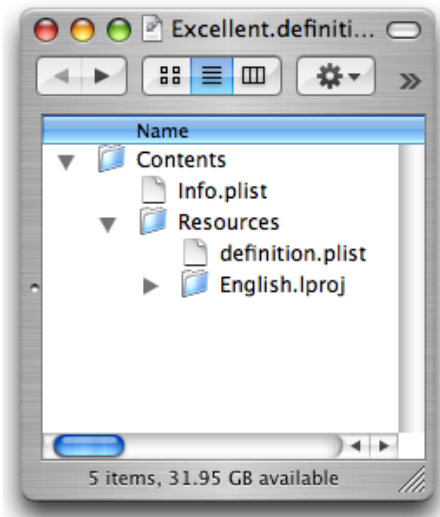 Excellent.definiti...
Name
Contents
Info.plist
Resources
definition.plist
English.lproj
5 items, 31.95 GB available